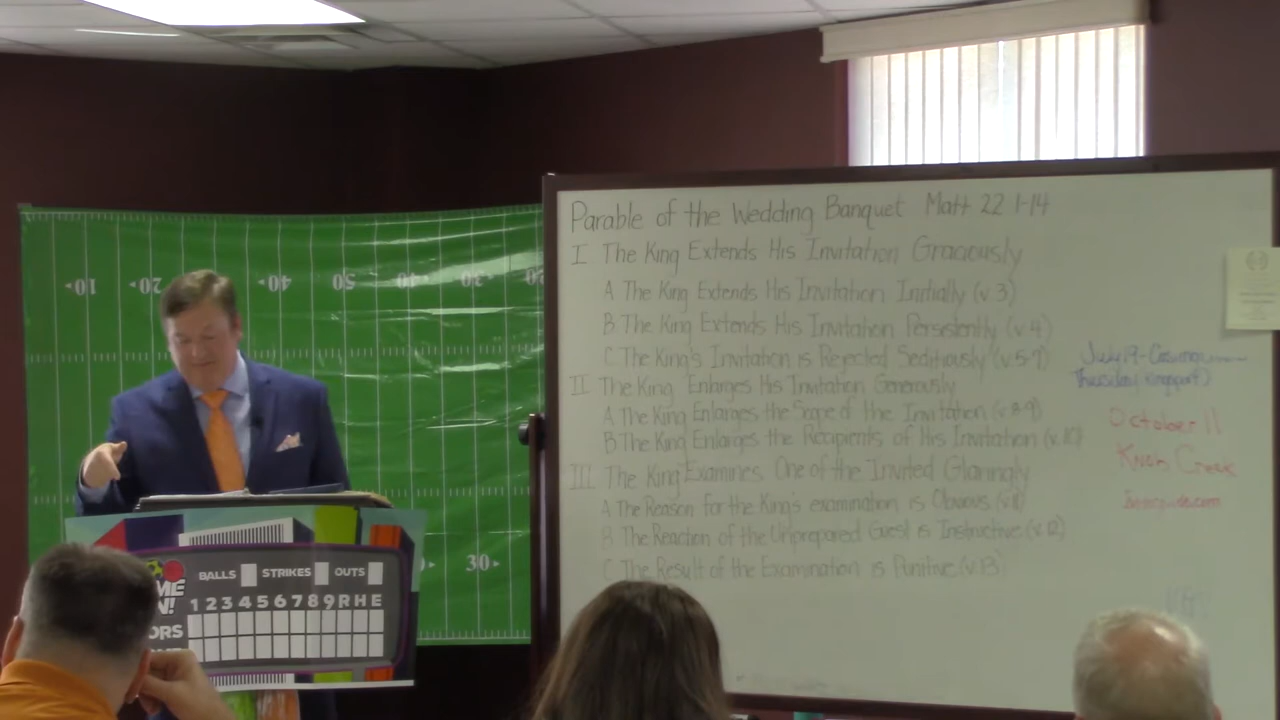 Parable of the Wedding Banquet Matt 22 1-14
I The King Extends His Invitation Graciously
A The King Extends His Invitation Initially (v. 3)
B. The King Extends His Invitation Persistently (v. 4)
C. The King's Invitation is Rejected Seditiously (v. 5-7)
II The King Enlarges His Invitation Generously
A The King Enlarges the Scope of the Invitation (v. 8-9)
B The King Enlarges the Recipients of His Invitation (v. 10)
III The King Examines One of the Invited Glaringly
A The Reason for the King's examination is Obvious (v. 11)
B The Reaction of the Unprepared Guest is Instructive (v. 12)
C The Result of the Examination is Punitive (v. 13)
July 19 -
Thursday
October 11
Knob Creek
10 20 40 50 40 30 20
30
BALLS STRIKES OUTS
1 2 3 4 5 6 7 8 9 R H E